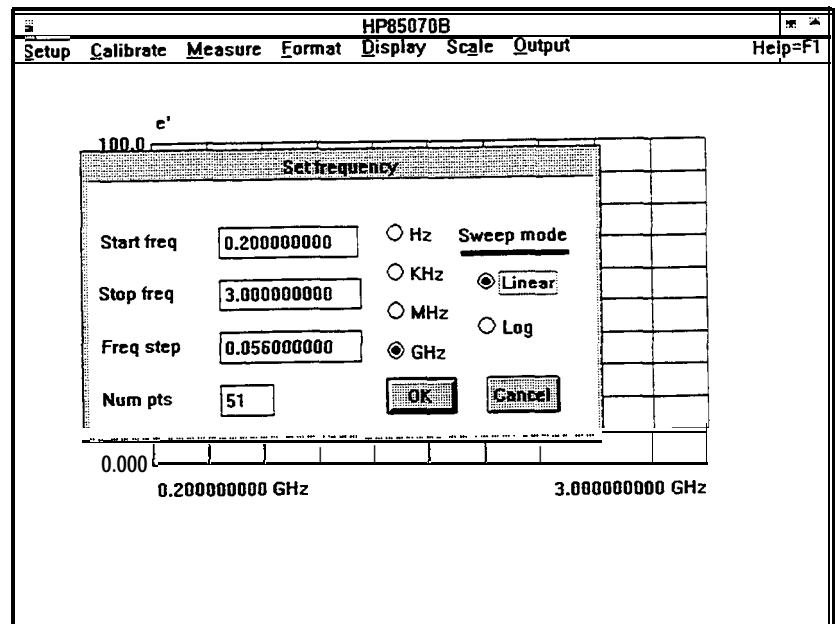 HP85070B
Setup Calibrate Measure Format Display Scale Output Help=F1
e'
100.0
Set frequency
Start freq 0.200000000 Hz Sweep mode
Stop freq 3.000000000 KHz Linear
MHz Log
Freq step 0.056000000 GHz
Num pts 51 OK Cancel
0.000
0.200000000 GHz 3.000000000 GHz